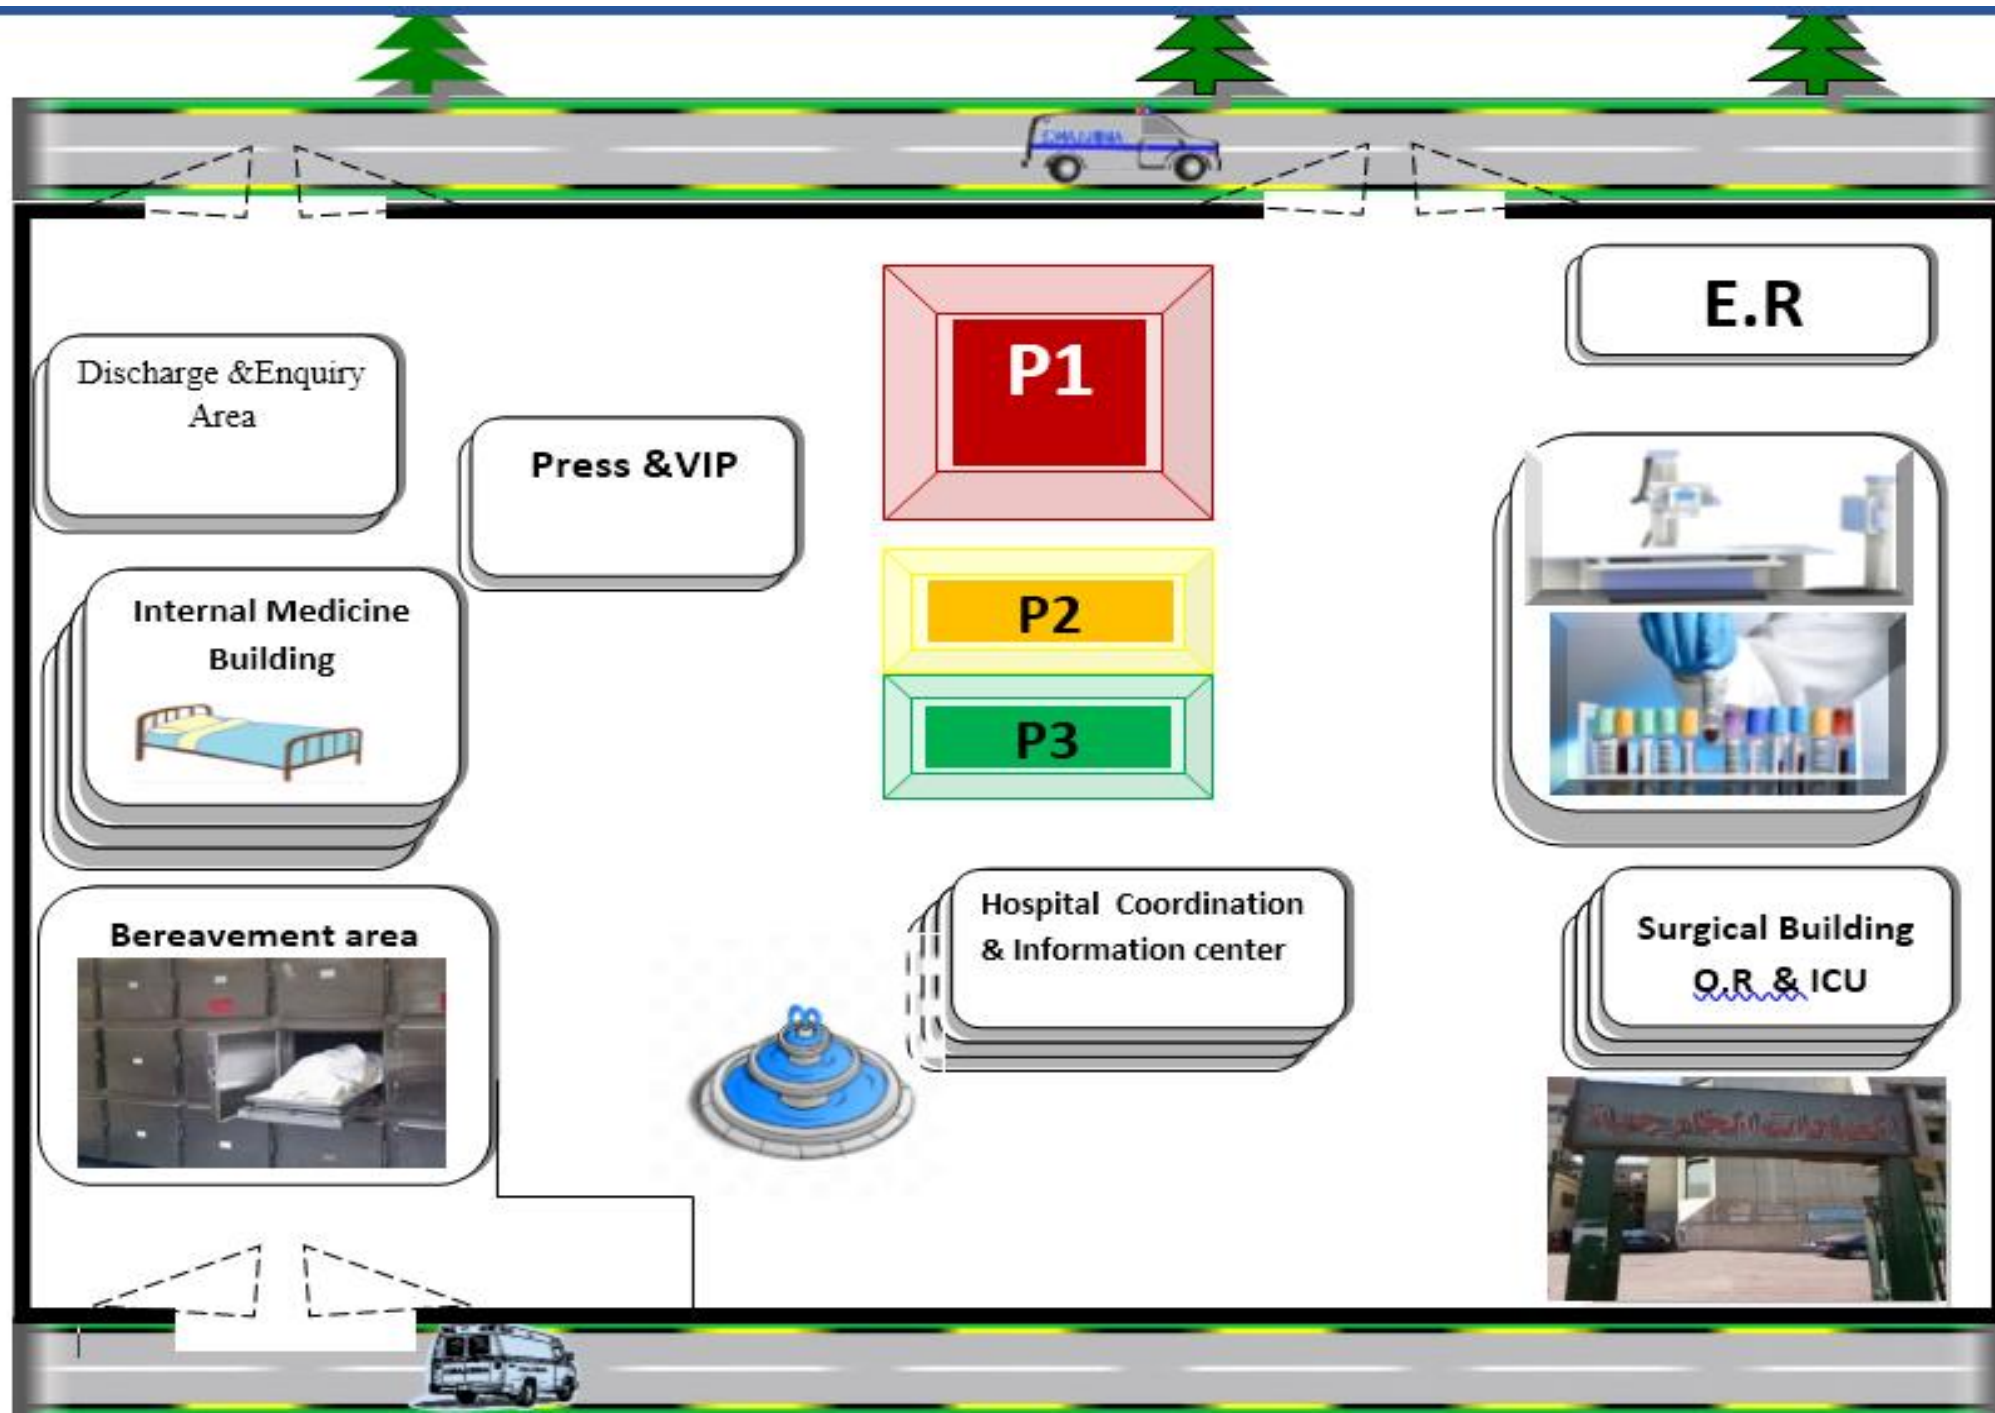 E.R
P1
Discharge &Enquiry
Area
Press &VIP
P2
Internal Medicine
Building
P3
Hospital Coordination
& Information center
Surgical Building
O.R & ICU
Bereavement area